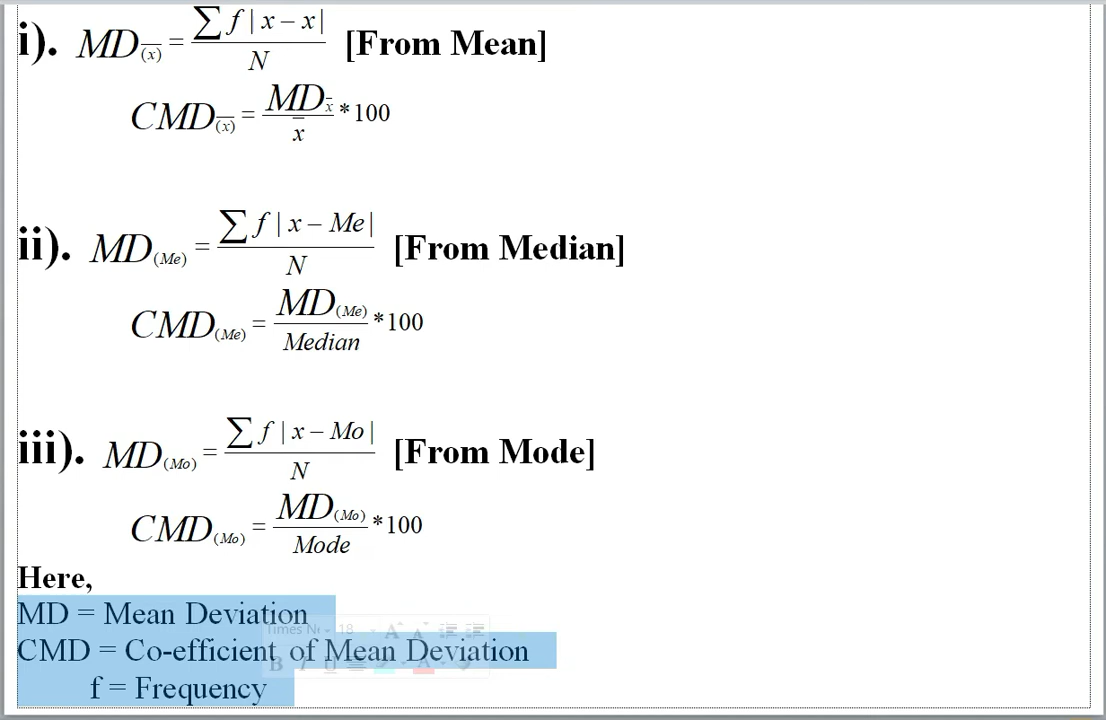 i). MD(x̄) = ∑ f | x – x | / N [From Mean]
CMD(x̄) = MDx̄ / x̄ * 100
ii). MD(Me) = ∑ f | x – Me | / N [From Median]
CMD(Me) = MD(Me) / Median * 100
iii). MD(Mo) = ∑ f | x – Mo | / N [From Mode]
CMD(Mo) = MD(Mo) / Mode * 100
Here,
MD = Mean Deviation
CMD = Co-efficient of Mean Deviation
f = Frequency